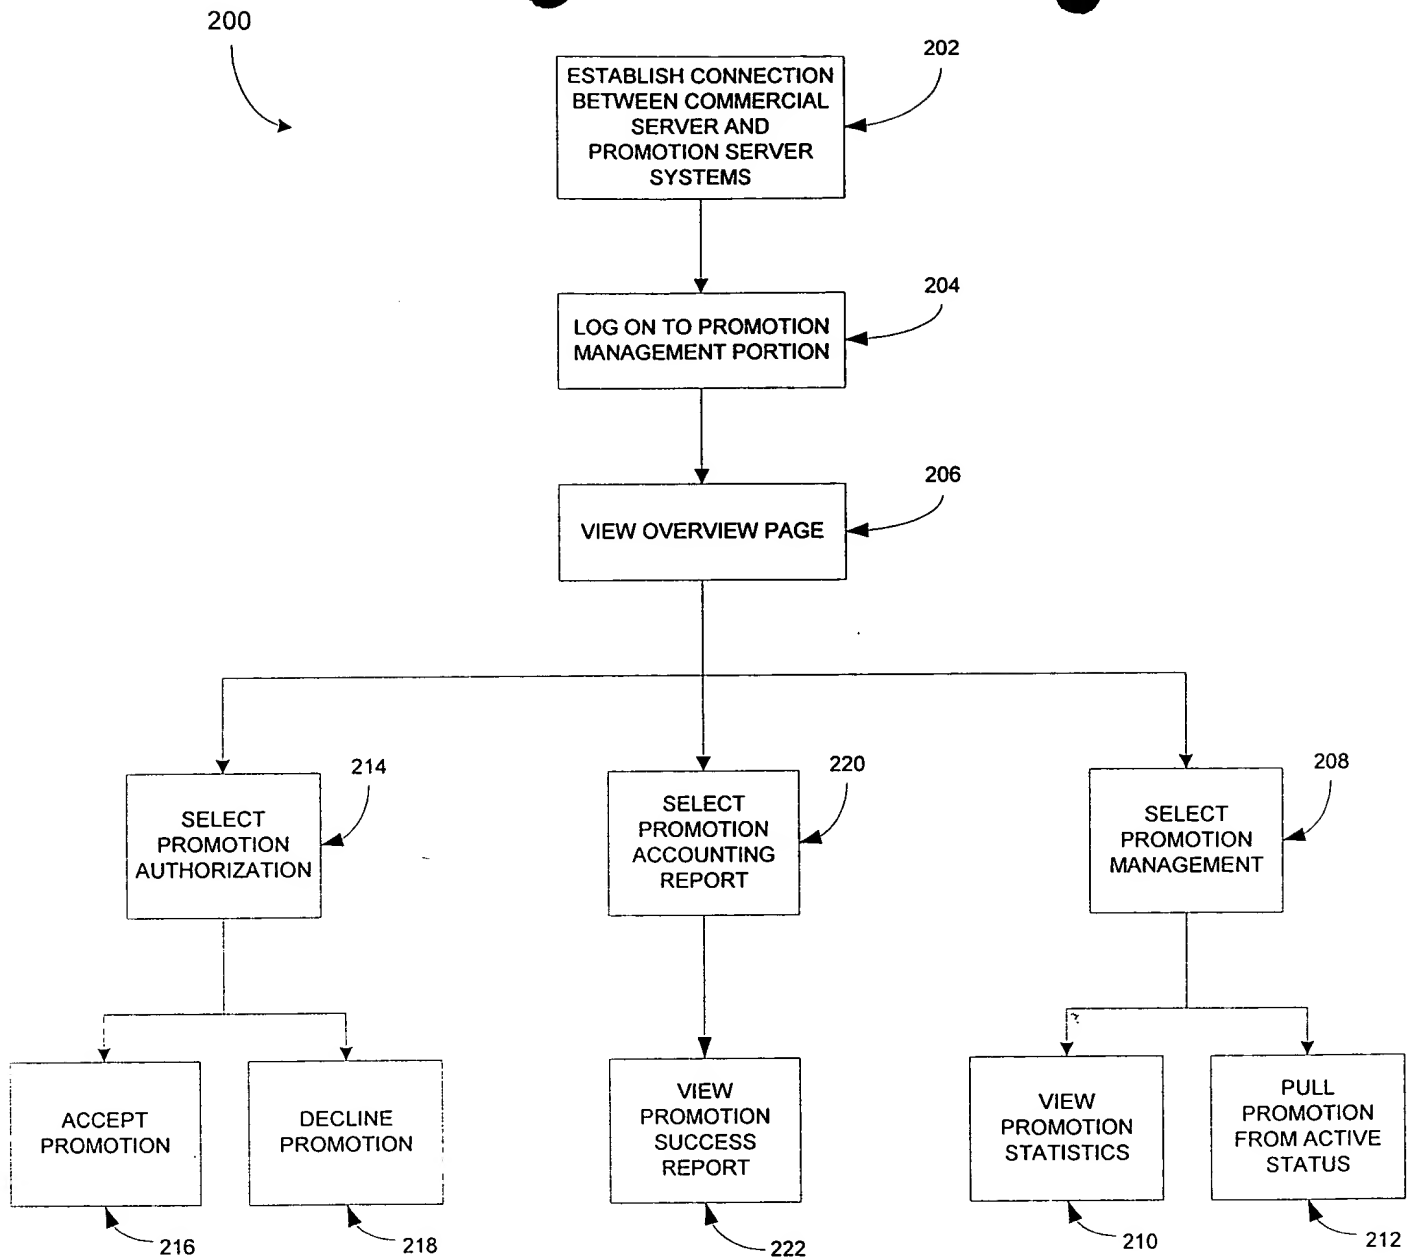 200
202
ESTABLISH CONNECTION
BETWEEN COMMERCIAL
SERVER AND
PROMOTION SERVER
SYSTEMS
204
LOG ON TO PROMOTION
MANAGEMENT PORTION
206
VIEW OVERVIEW PAGE
214
SELECT
PROMOTION
AUTHORIZATION
220
SELECT
PROMOTION
ACCOUNTING
REPORT
208
SELECT
PROMOTION
MANAGEMENT
ACCEPT
PROMOTION
DECLINE
PROMOTION
VIEW
PROMOTION
SUCCESS
REPORT
VIEW
PROMOTION
STATISTICS
PULL
PROMOTION
FROM ACTIVE
STATUS
216
218
222
210
212